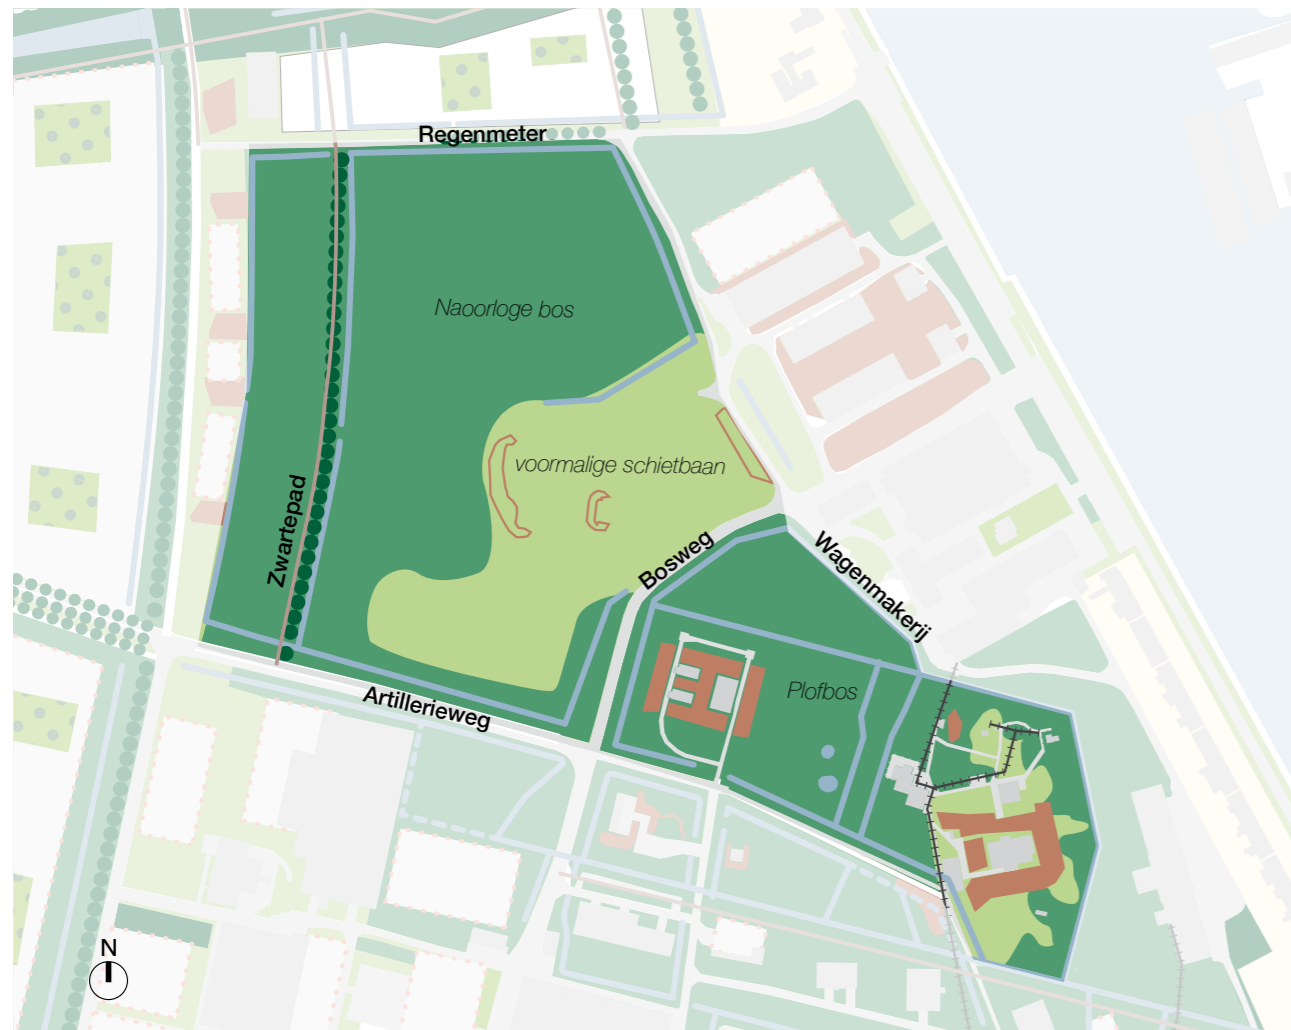 Regenmeter
Naoorloge bos
voormalige schietbaan
Zwartepad
Bosweg
Wagenmakerij
Plofbos
Artillerieweg
N